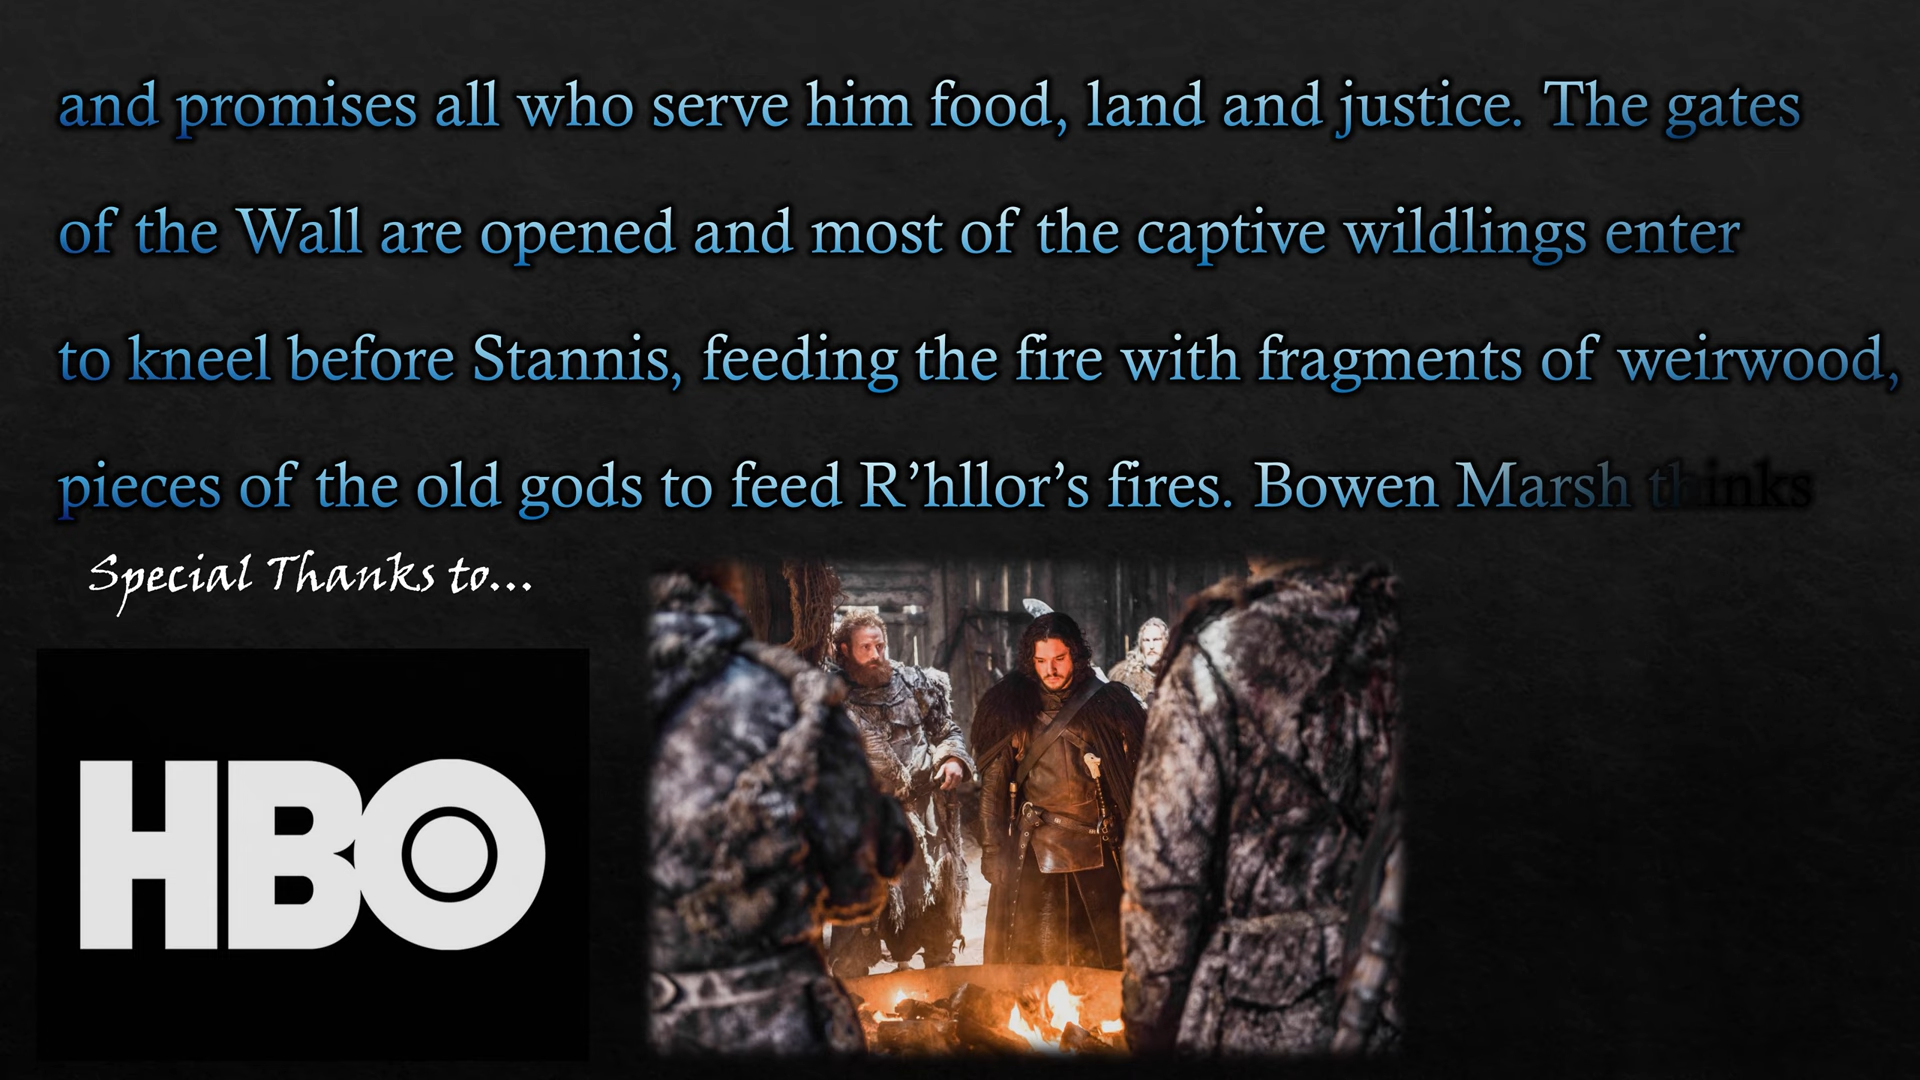 and promises all who serve him food, land and justice. The gates
of the Wall are opened and most of the captive wildlings enter
to kneel before Stannis, feeding the fire with fragments of weirwood,
pieces of the old gods to feed R’hllor’s fires. Bowen Marsh thinks
Special Thanks to...
HBO